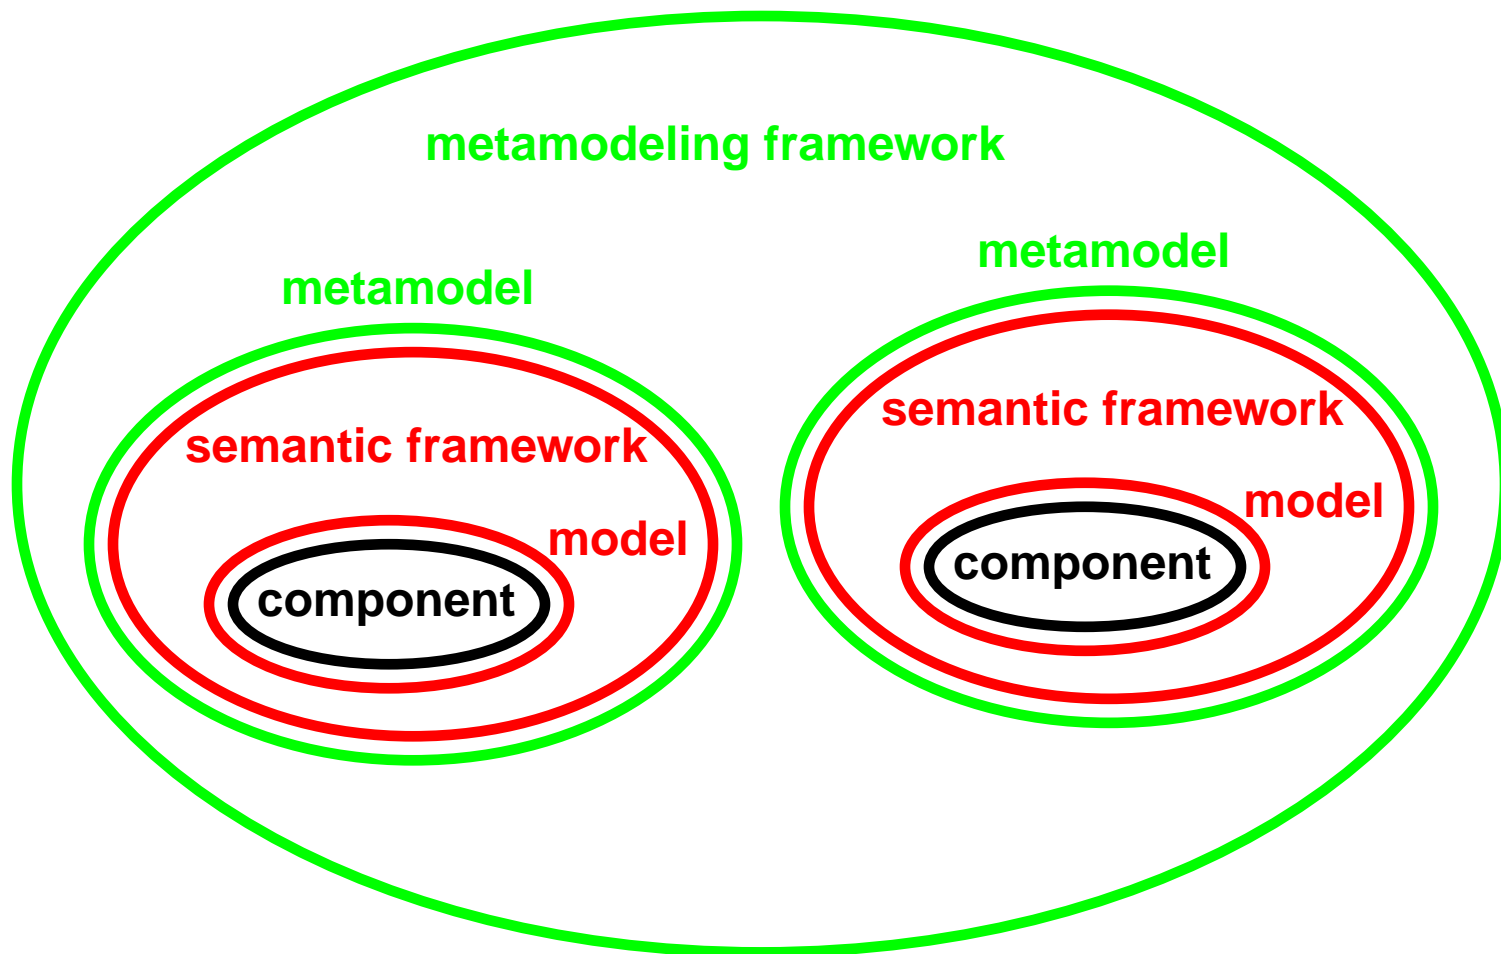 metamodeling framework
metamodel
semantic framework
model
component
metamodel
semantic framework
model
component